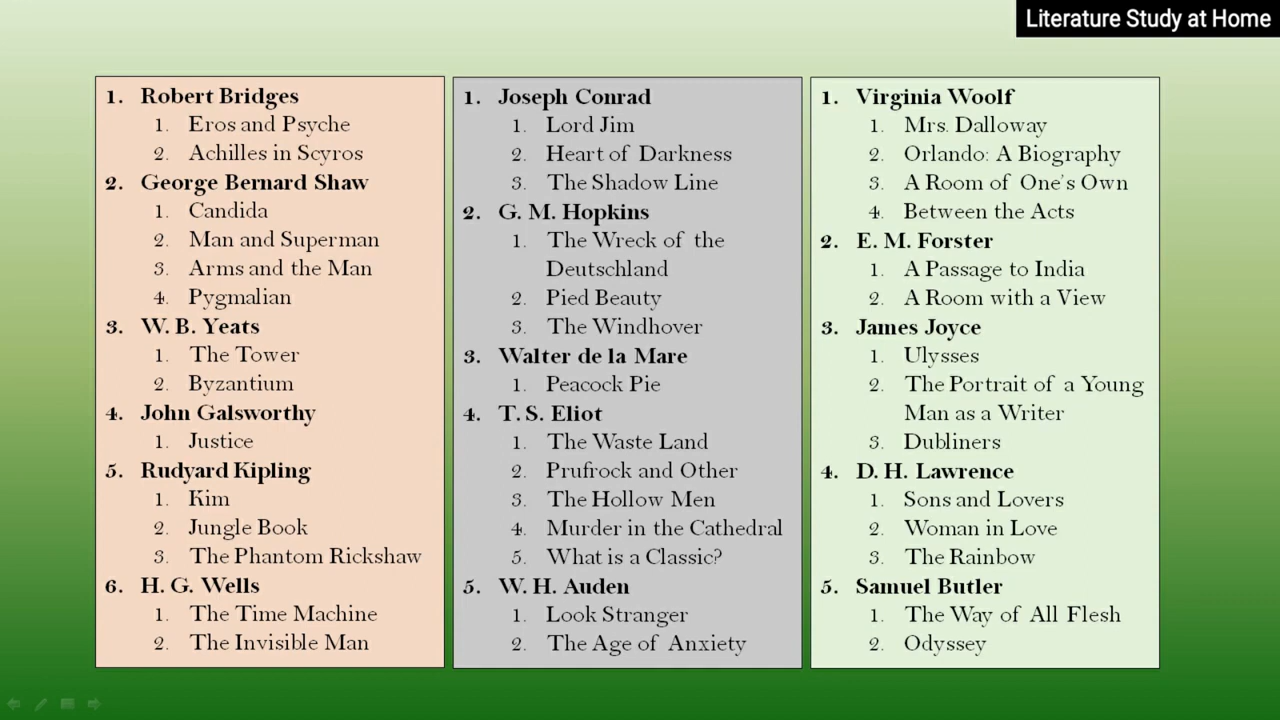 Literature Study at Home
1. Robert Bridges
1. Eros and Psyche
2. Achilles in Scyros
2. George Bernard Shaw
1. Candida
2. Man and Superman
3. Arms and the Man
4. Pygmalian
3. W. B. Yeats
1. The Tower
2. Byzantium
4. John Galsworthy
1. Justice
5. Rudyard Kipling
1. Kim
2. Jungle Book
3. The Phantom Rickshaw
6. H. G. Wells
1. The Time Machine
2. The Invisible Man
1. Joseph Conrad
1. Lord Jim
2. Heart of Darkness
3. The Shadow Line
2. G. M. Hopkins
1. The Wreck of the
Deutschland
2. Pied Beauty
3. The Windhover
3. Walter de la Mare
1. Peacock Pie
4. T. S. Eliot
1. The Waste Land
2. Prufrock and Other
3. The Hollow Men
4. Murder in the Cathedral
5. What is a Classic?
5. W. H. Auden
1. Look Stranger
2. The Age of Anxiety
1. Virginia Woolf
1. Mrs. Dalloway
2. Orlando: A Biography
3. A Room of One's Own
4. Between the Acts
2. E. M. Forster
1. A Passage to India
2. A Room with a View
3. James Joyce
1. Ulysses
2. The Portrait of a Young
Man as a Writer
3. Dubliners
4. D. H. Lawrence
1. Sons and Lovers
2. Woman in Love
3. The Rainbow
5. Samuel Butler
1. The Way of All Flesh
2. Odyssey